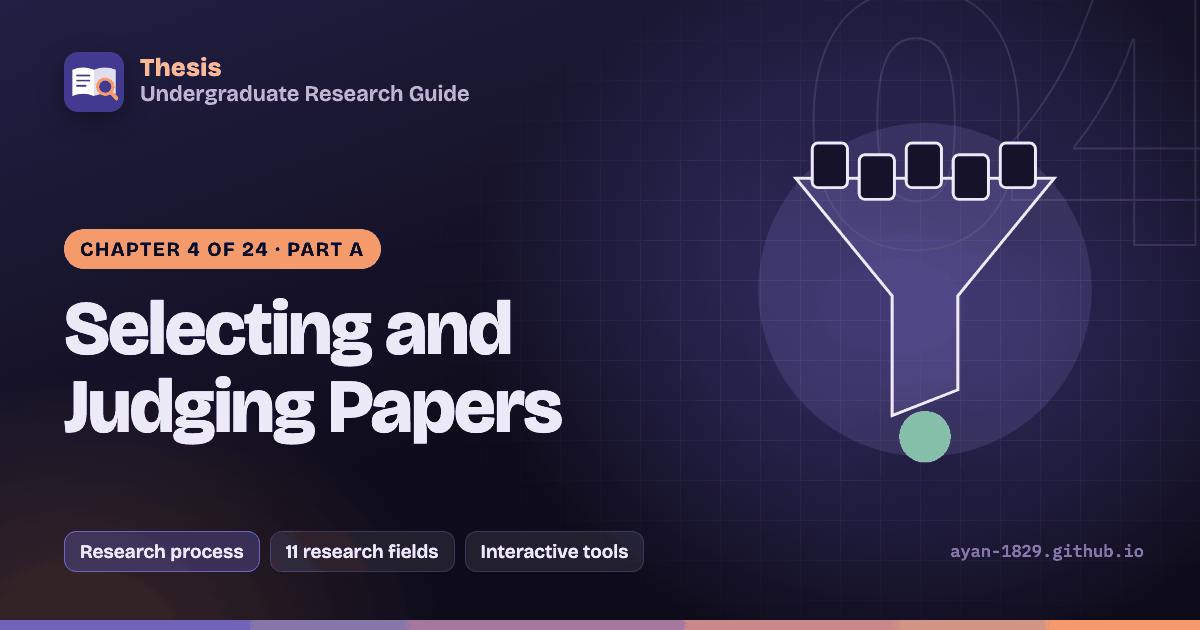 Thesis
Undergraduate Research Guide
04
CHAPTER 4 OF 24 · PART A
Selecting and
Judging Papers
Research process
11 research fields
Interactive tools
ayan-1829.github.io